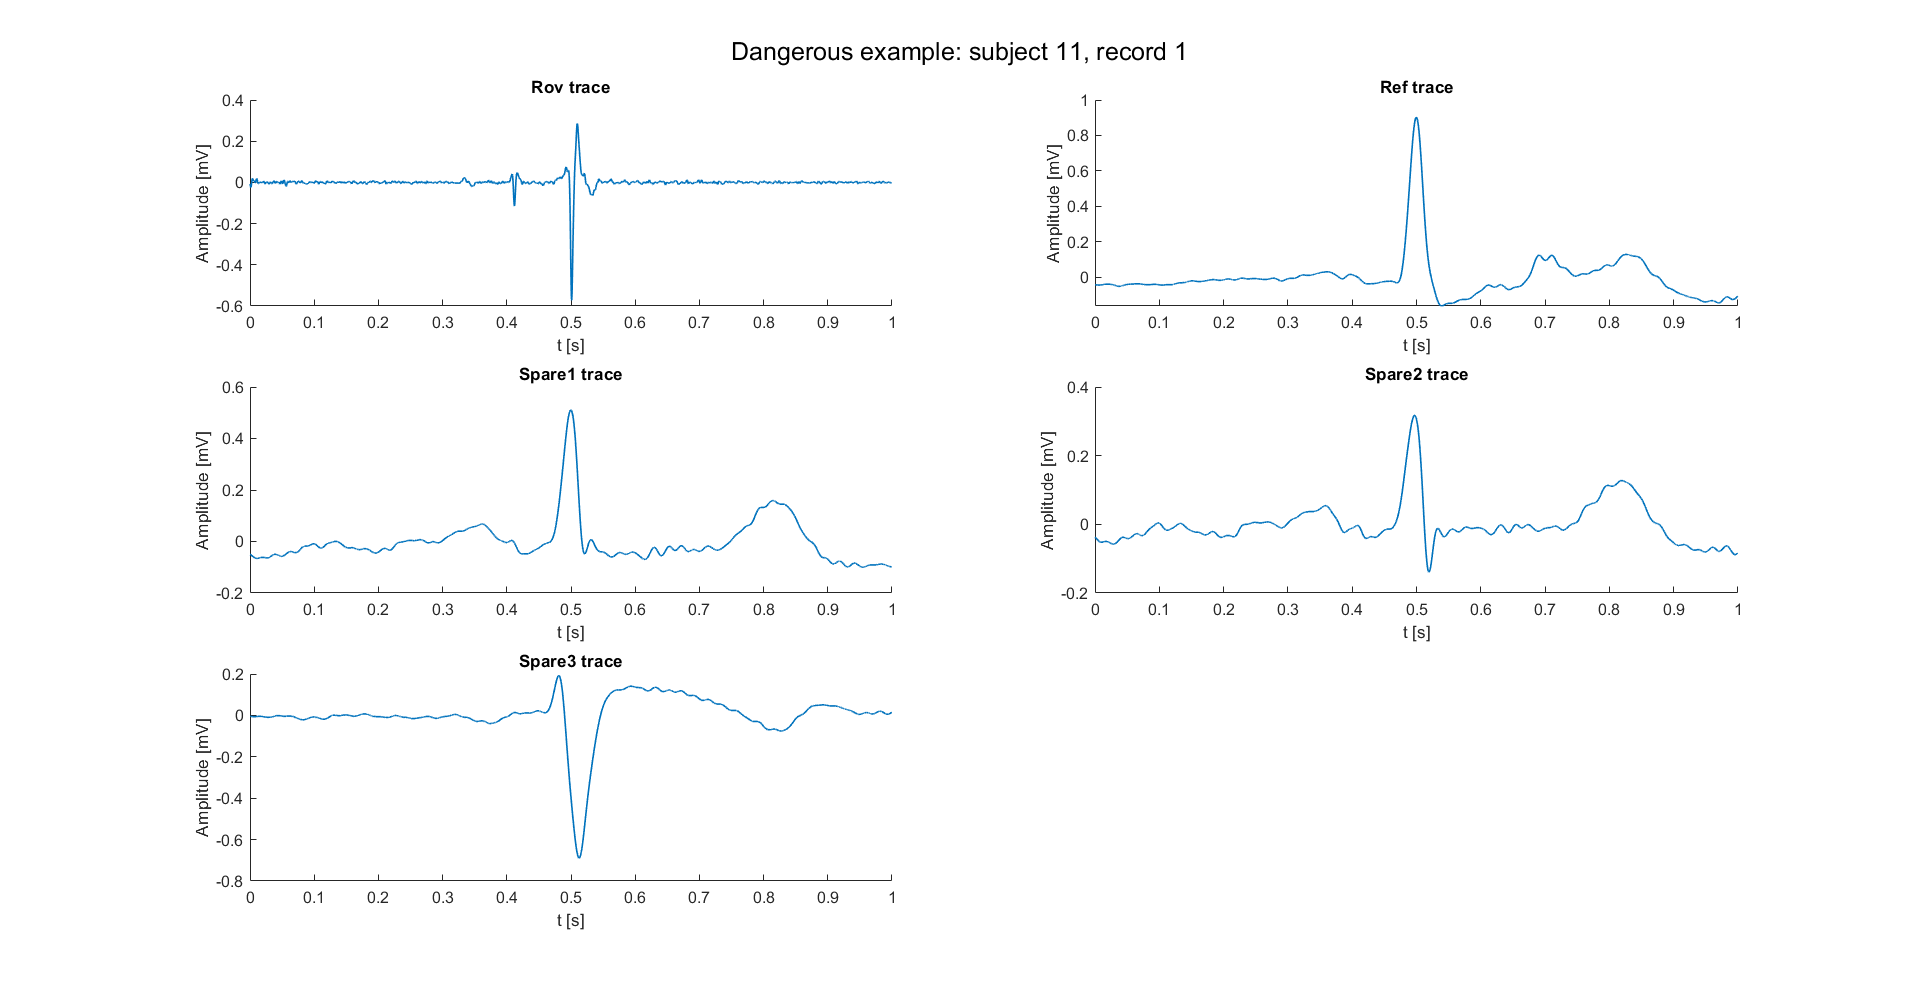 Dangerous example: subject 11, record 1
Rov trace
Amplitude [mV]
0.4
0.2
0
-0.2
-0.4
-0.6
0 0.1 0.2 0.3 0.4 0.5 0.6 0.7 0.8 0.9 1
t [s]
Ref trace
Amplitude [mV]
1
0.8
0.6
0.4
0.2
0
0 0.1 0.2 0.3 0.4 0.5 0.6 0.7 0.8 0.9 1
t [s]
Spare1 trace
Amplitude [mV]
0.6
0.4
0.2
0
-0.2
0 0.1 0.2 0.3 0.4 0.5 0.6 0.7 0.8 0.9 1
t [s]
Spare2 trace
Amplitude [mV]
0.4
0.2
0
-0.2
0 0.1 0.2 0.3 0.4 0.5 0.6 0.7 0.8 0.9 1
t [s]
Spare3 trace
Amplitude [mV]
0.2
0
-0.2
-0.4
-0.6
-0.8
0 0.1 0.2 0.3 0.4 0.5 0.6 0.7 0.8 0.9 1
t [s]